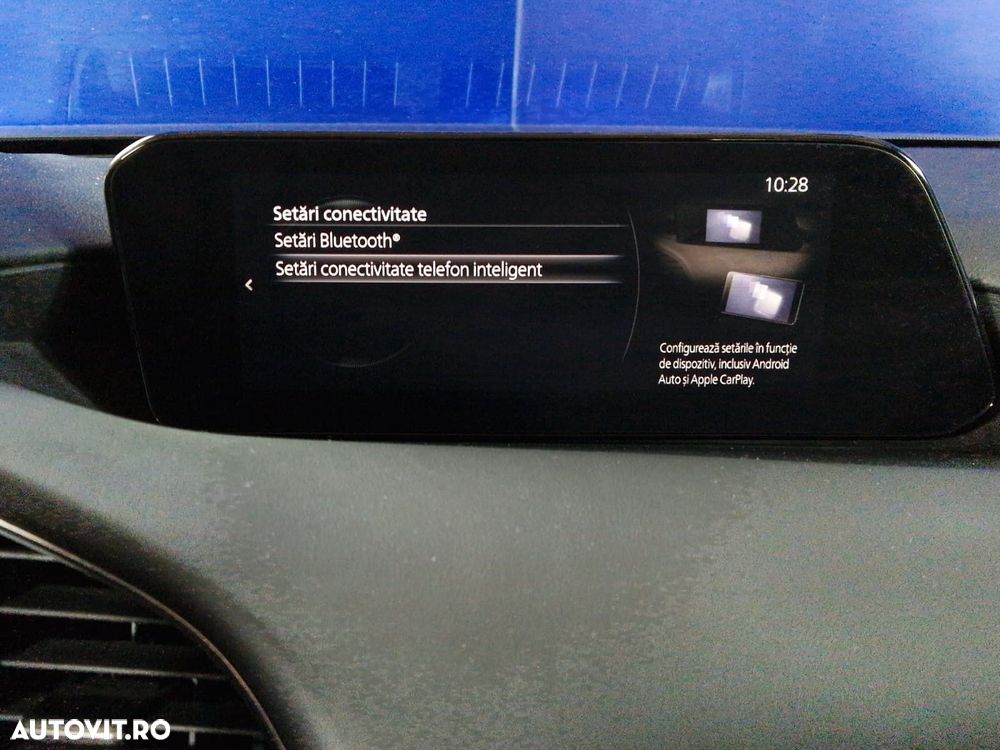 10:28
Setări conectivitate
Setări Bluetooth®
Setări conectivitate telefon inteligent
Configurează setările în funcție
de dispozitiv, inclusiv Android
Auto și Apple CarPlay.
AUTOVIT.RO